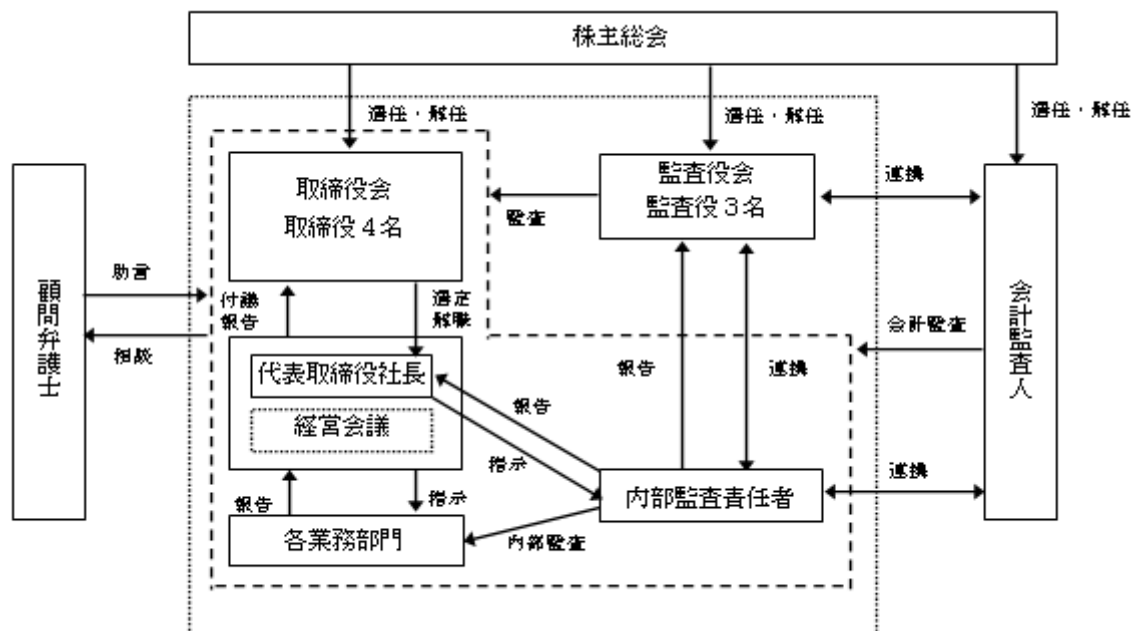 株主総会
選任・解任
選任・解任
選任・解任
取締役会
取締役4名
監査役会
監査役3名
連携
監査
顧問弁護士
助言
相談
付議
報告
選定
解職
会計監査人
会計監査
代表取締役社長
経営会議
報告
指示
報告
連携
報告
指示
内部監査責任者
連携
各業務部門
内部監査